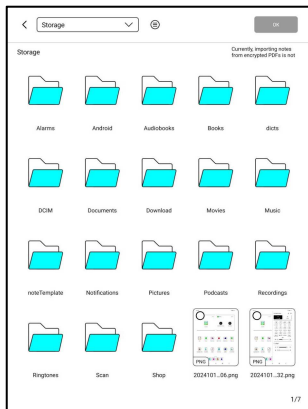 Storage
OK
Storage
Currently, importing notes
from encrypted PDFs is not
Alarms
Android
Audiobooks
Books
dicts
DCIM
Documents
Download
Movies
Music
noteTemplate
Notifications
Pictures
Podcasts
Recordings
PNG
PNG
Ringtones
Scan
Shop
2024101...06.png
2024101...32.png
1/7